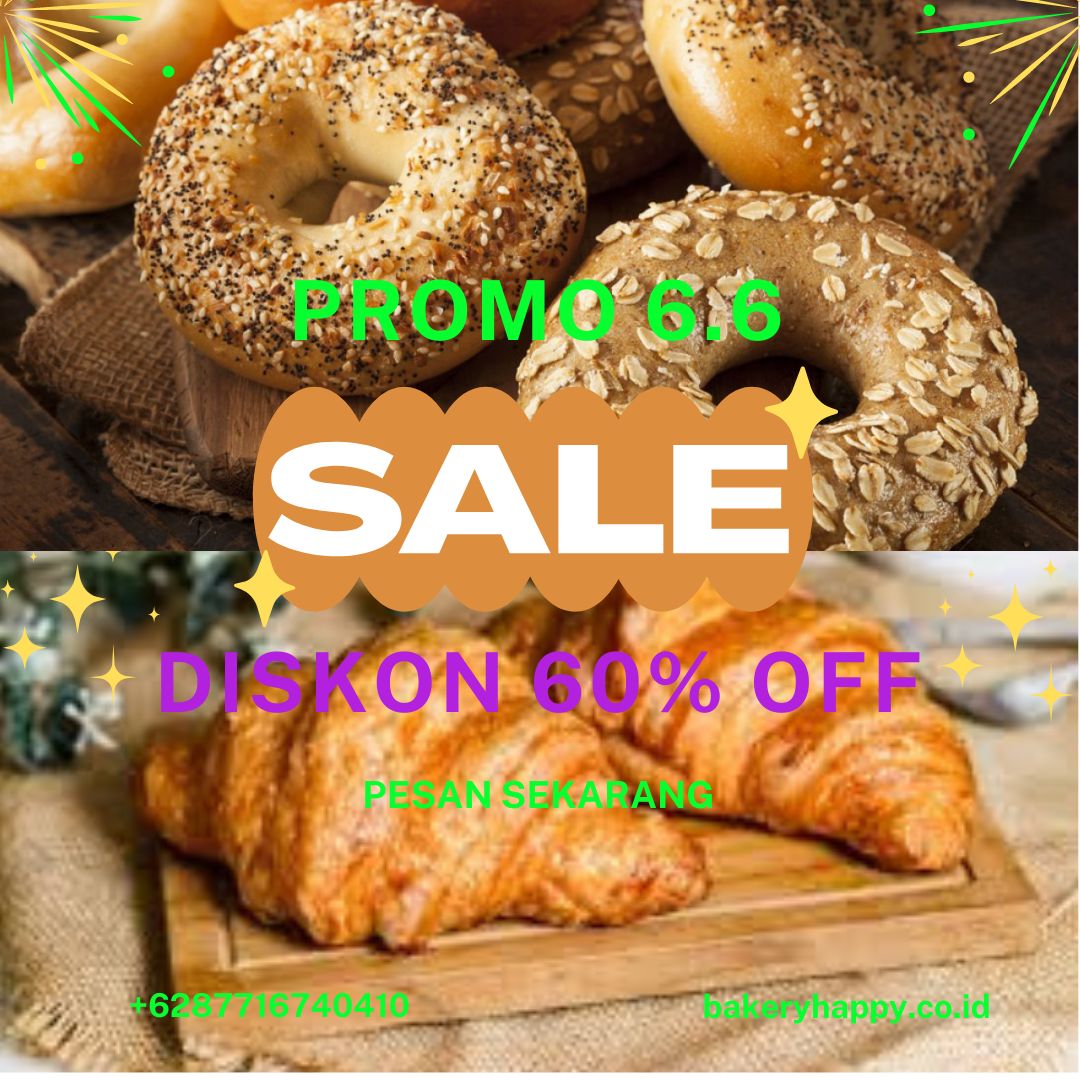 PROMO 6.6
SALE
DISKON 60% OFF
PESAN SEKARANG
+6287716740410
bakeryhappy.co.id